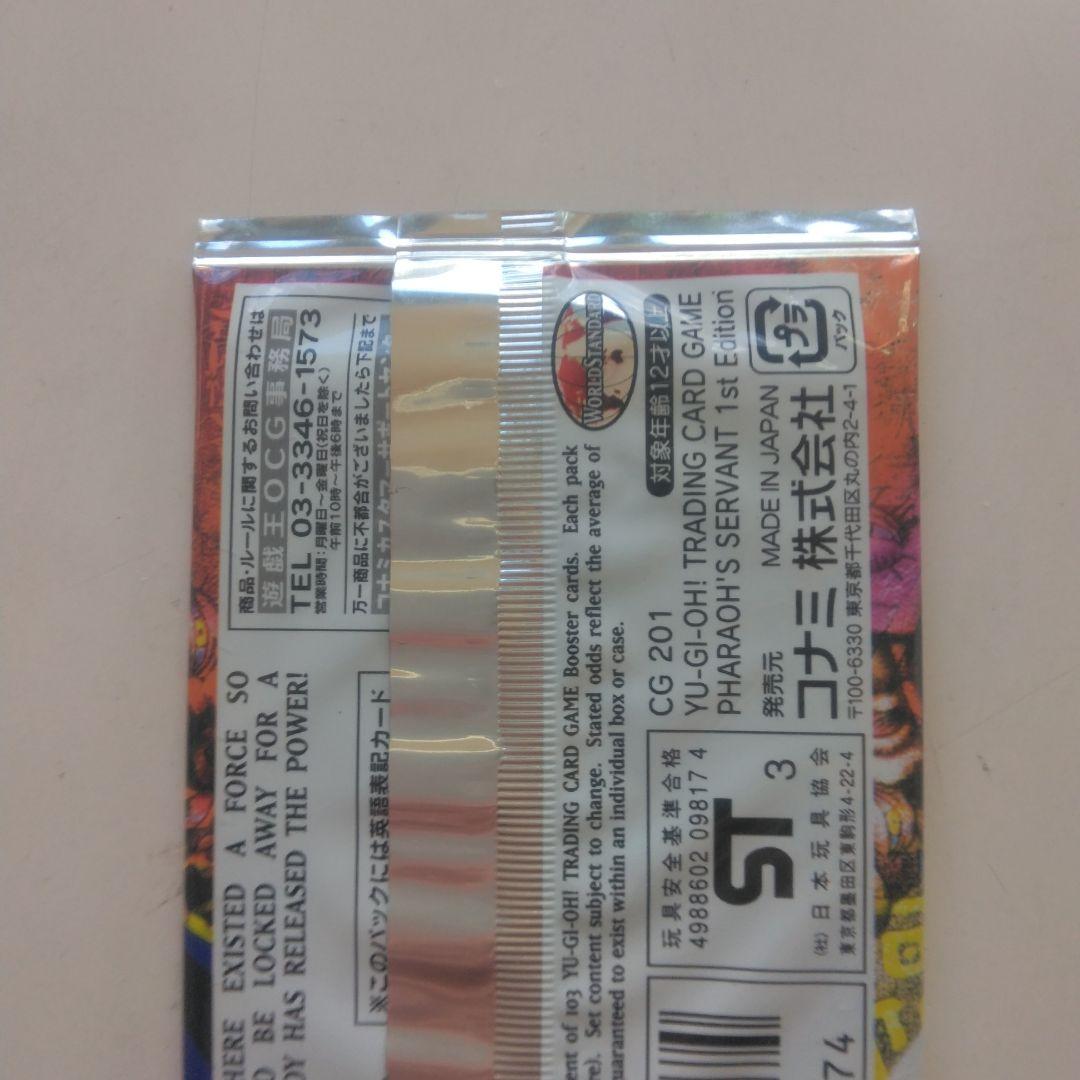 商品・ルールに関するお問い合わせは
遊戯王OCG事務局
TEL 03-3346-1573
営業時間:月曜日〜金曜日(祝日を除く)
午前10時〜午後6時まで
万一商品に不都合がございましたら下記まで
HERE EXISTED A FORCE SO
BE LOCKED AWAY FOR A
HAS RELEASED THE POWER!
※このパックには英語表記カード
of 103 YU-GI-OH! TRADING CARD GAME Booster cards. Each pack
Set content subject to change. Stated odds reflect the average of
to exist within an individual box or case.
WORLD STANDARD
対象年齢12才以上
CG 201
YU-GI-OH! TRADING CARD GAME
PHARAOH'S SERVANT 1st Edition
MADE IN JAPAN
発売元
コナミ株式会社
〒100-6330 東京都千代田区丸の内2-4-1
プラ
パック
玩具安全基準合格
4988602 09817 4
ST 3
(社)日本玩具協会
東京都墨田区東駒形4-22-4
74